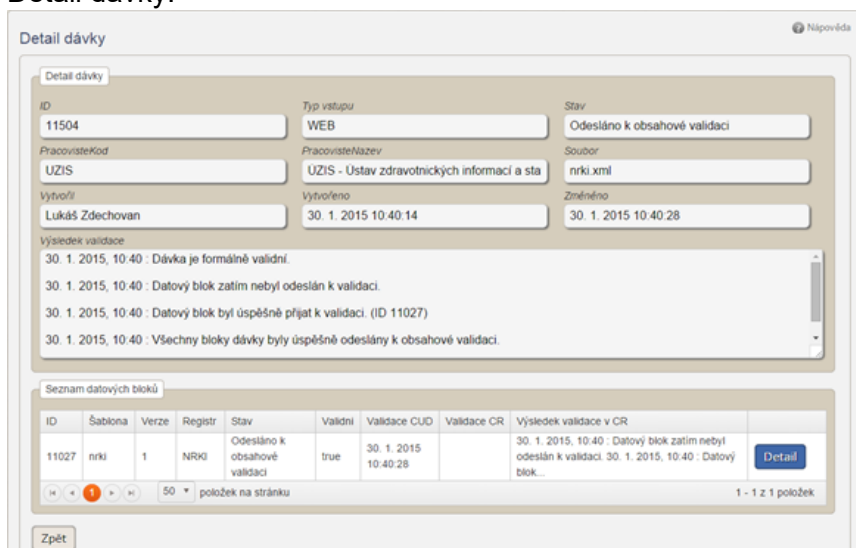 Detail dávky:
Nápověda
Detail dávky
Detail dávky
ID Typ vstupu Stav
11504 WEB Odesláno k obsahové validaci
PracovisteKod PracovisteNazev Soubor
UZIS ÚZIS - Ústav zdravotnických informací a sta nrki.xml
Vytvořil Vytvořeno Změněno
Lukáš Zdechovan 30. 1. 2015 10:40:14 30. 1. 2015 10:40:28
Výsledek validace
30. 1. 2015, 10:40 : Dávka je formálně validní.
30. 1. 2015, 10:40 : Datový blok zatím nebyl odeslán k validaci.
30. 1. 2015, 10:40 : Datový blok byl úspěšně přijat k validaci. (ID 11027)
30. 1. 2015, 10:40 : Všechny bloky dávky byly úspěšně odeslány k obsahové validaci.
Seznam datových bloků
ID Šablona Verze Registr Stav Validní Validace CUD Validace CR Výsledek validace v CR
11027 nrki 1 NRKI Odesláno k obsahové validaci true 30. 1. 2015 10:40:28 30. 1. 2015, 10:40 : Datový blok zatím nebyl odeslán k validaci. 30. 1. 2015, 10:40 : Datový blok... Detail
1 50 položek na stránku 1 - 1 z 1 položek
Zpět